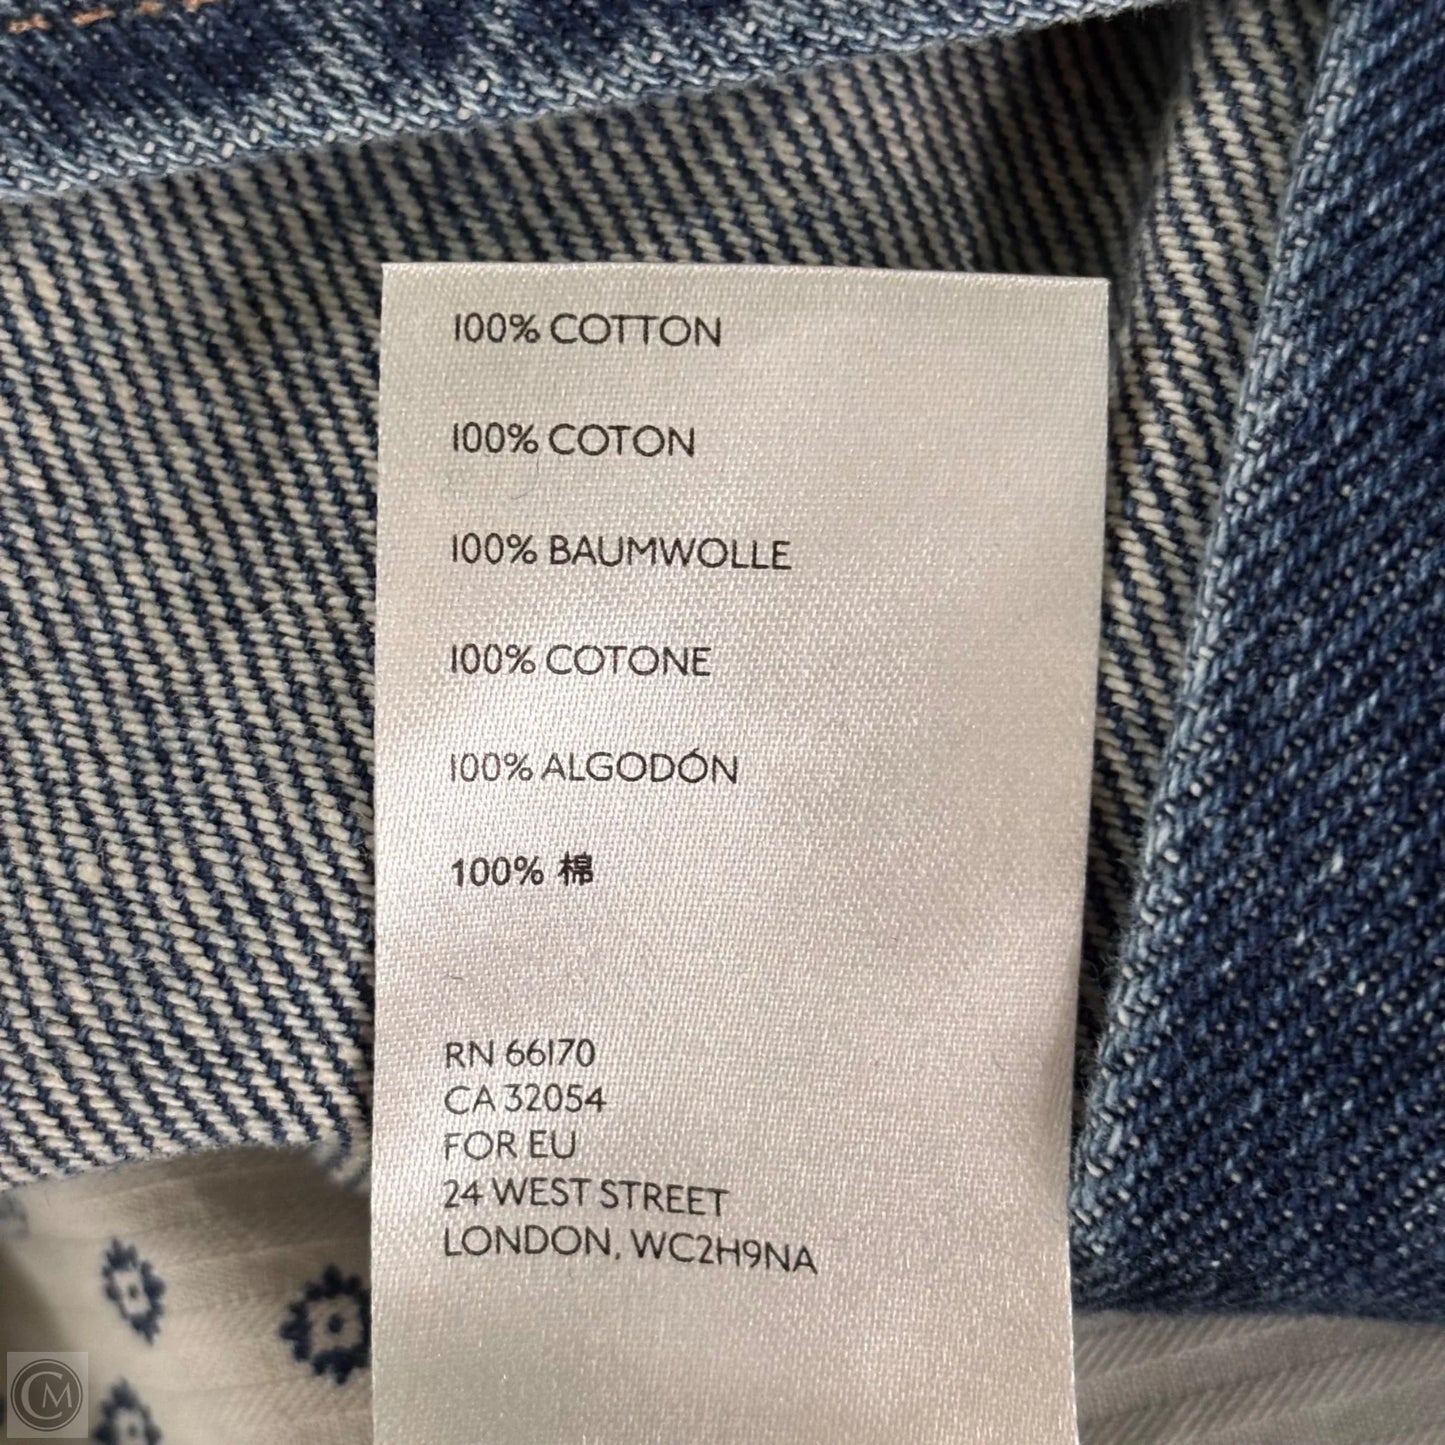 100% COTTON
100% COTON
100% BAUMWOLLE
100% COTONE
100% ALGODÓN
100% 棉
RN 66170
CA 32054
FOR EU
24 WEST STREET
LONDON, WC2H9NA
CM